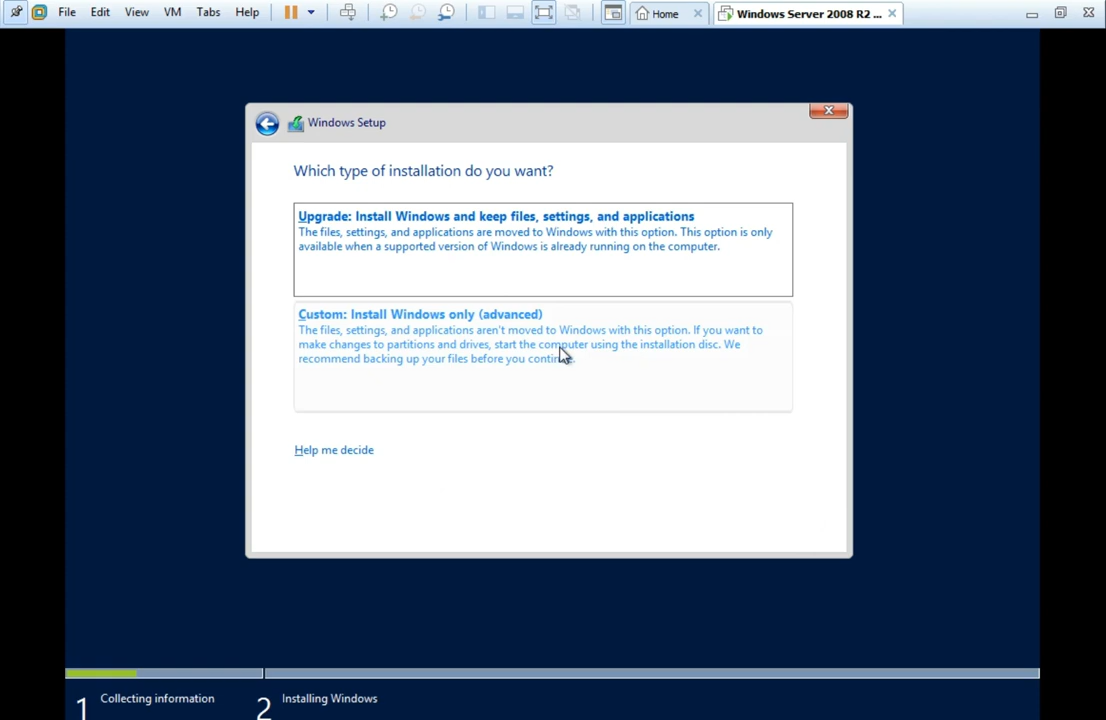 File Edit View VM Tabs Help Home Windows Server 2008 R2 ...
Windows Setup
Which type of installation do you want?
Upgrade: Install Windows and keep files, settings, and applications
The files, settings, and applications are moved to Windows with this option. This option is only
available when a supported version of Windows is already running on the computer.
Custom: Install Windows only (advanced)
The files, settings, and applications aren't moved to Windows with this option. If you want to
make changes to partitions and drives, start the computer using the installation disc. We
recommend backing up your files before you continue.
Help me decide
1 Collecting information 2 Installing Windows